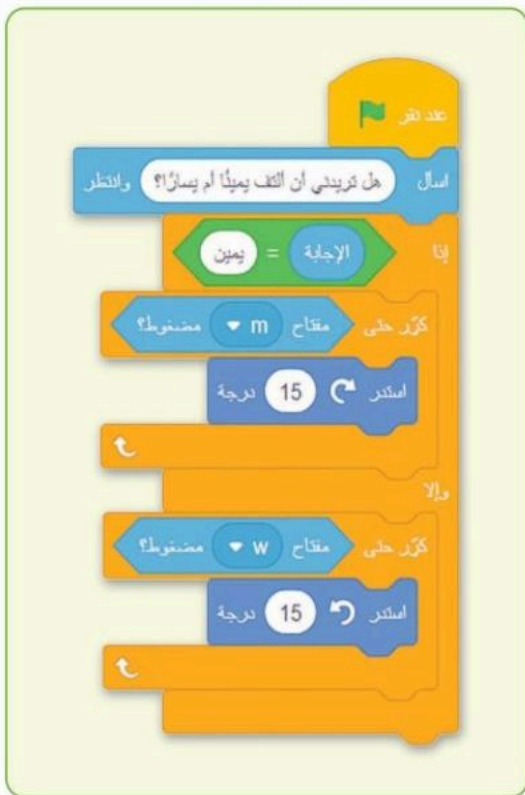 عند نقر
اسأل هل تريدني أن ألتف يمينًا أم يسارًا؟ وانتظر
إذا الإجابة = يمين
كرّر حتى مفتاح m مضغوط؟
استدر 15 درجة
وإلا
كرّر حتى مفتاح w مضغوط؟
استدر 15 درجة